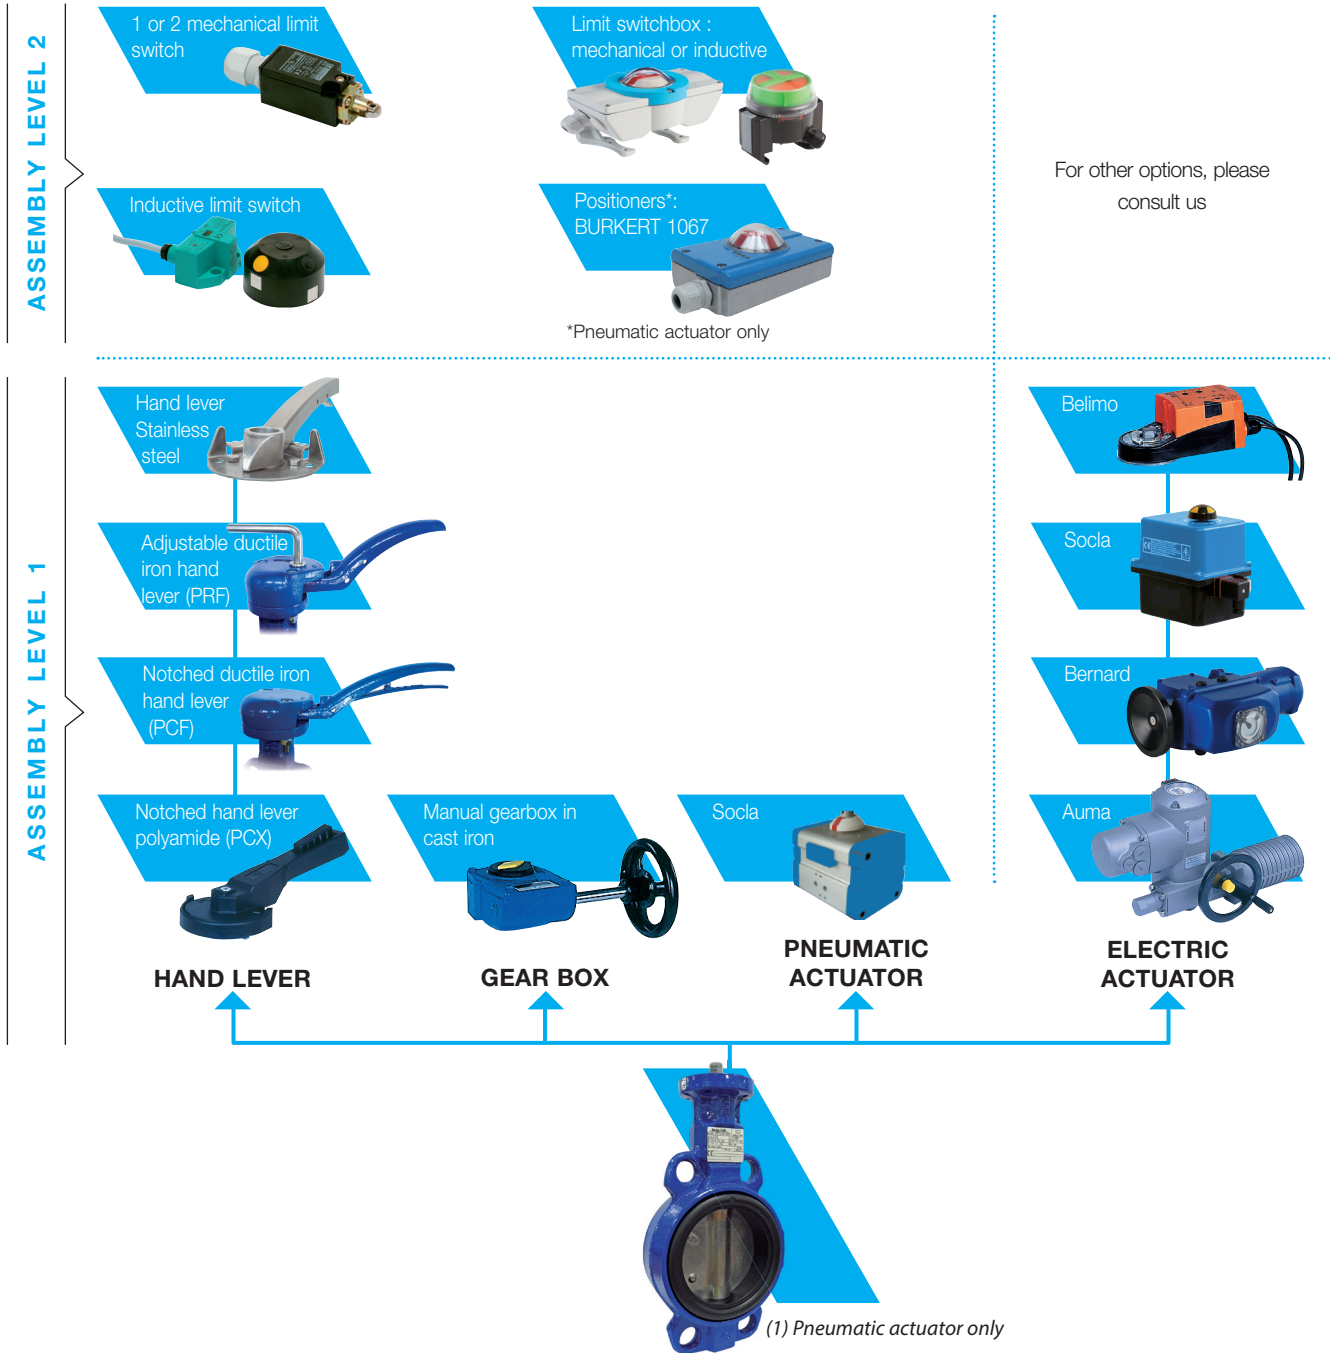 ASSEMBLY LEVEL 2
1 or 2 mechanical limit
switch
Limit switchbox :
mechanical or inductive
For other options, please
consult us
Inductive limit switch
Positioners*:
BURKERT 1067
*Pneumatic actuator only
ASSEMBLY LEVEL 1
Hand lever
Stainless
steel
Adjustable ductile
iron hand
lever (PRF)
Notched ductile iron
hand lever
(PCF)
Notched hand lever
polyamide (PCX)
Manual gearbox in
cast iron
Socla
Belimo
Socla
Bernard
Auma
HAND LEVER
GEAR BOX
PNEUMATIC
ACTUATOR
ELECTRIC
ACTUATOR
(1) Pneumatic actuator only